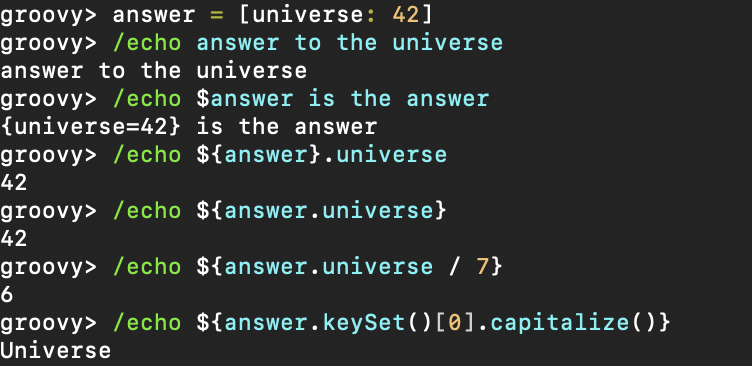 groovy> answer = [universe: 42]
groovy> /echo answer to the universe
answer to the universe
groovy> /echo $answer is the answer
{universe=42} is the answer
groovy> /echo ${answer}.universe
42
groovy> /echo ${answer.universe}
42
groovy> /echo ${answer.universe / 7}
6
groovy> /echo ${answer.keySet()[0].capitalize()}
Universe